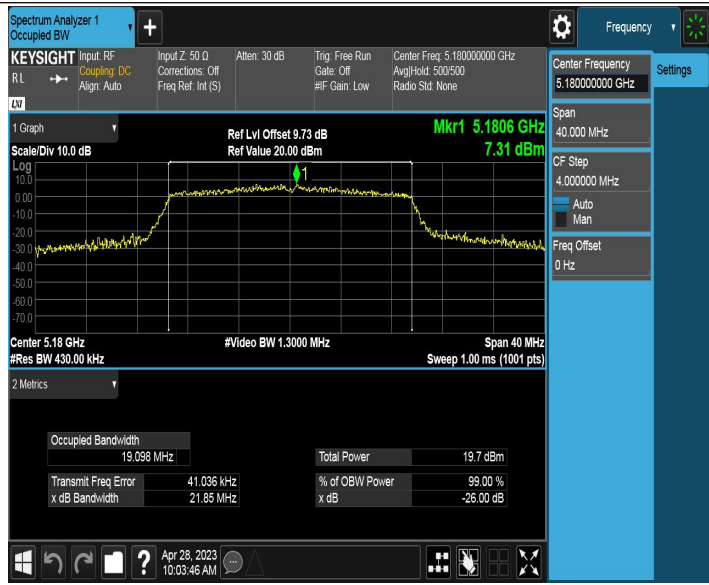 Spectrum Analyzer 1
Occupied BW
+
Frequency
KEYSIGHT
RL
LXI
Input: RF
Coupling: DC
Align: Auto
Input Z: 50 Ω
Corrections: Off
Freq Ref: Int (S)
Atten: 30 dB
Trig: Free Run
Gate: Off
#IF Gain: Low
Center Freq: 5.180000000 GHz
Avg|Hold: 500/500
Radio Std: None
Center Frequency
5.180000000 GHz
Settings
Span
40.000 MHz
CF Step
4.000000 MHz
Auto
Man
Freq Offset
0 Hz
1 Graph
Scale/Div 10.0 dB
Ref Lvl Offset 9.73 dB
Ref Value 20.00 dBm
Mkr1 5.1806 GHz
7.31 dBm
Log
10.0
0.00
-10.0
-20.0
-30.0
-40.0
-50.0
-60.0
-70.0
1
Center 5.18 GHz
#Video BW 1.3000 MHz
Span 40 MHz
#Res BW 430.00 kHz
Sweep 1.00 ms (1001 pts)
2 Metrics
Occupied Bandwidth
19.098 MHz
Total Power 19.7 dBm
Transmit Freq Error 41.036 kHz
% of OBW Power 99.00 %
x dB Bandwidth 21.85 MHz
x dB -26.00 dB
?
Apr 28, 2023
10:03:46 AM